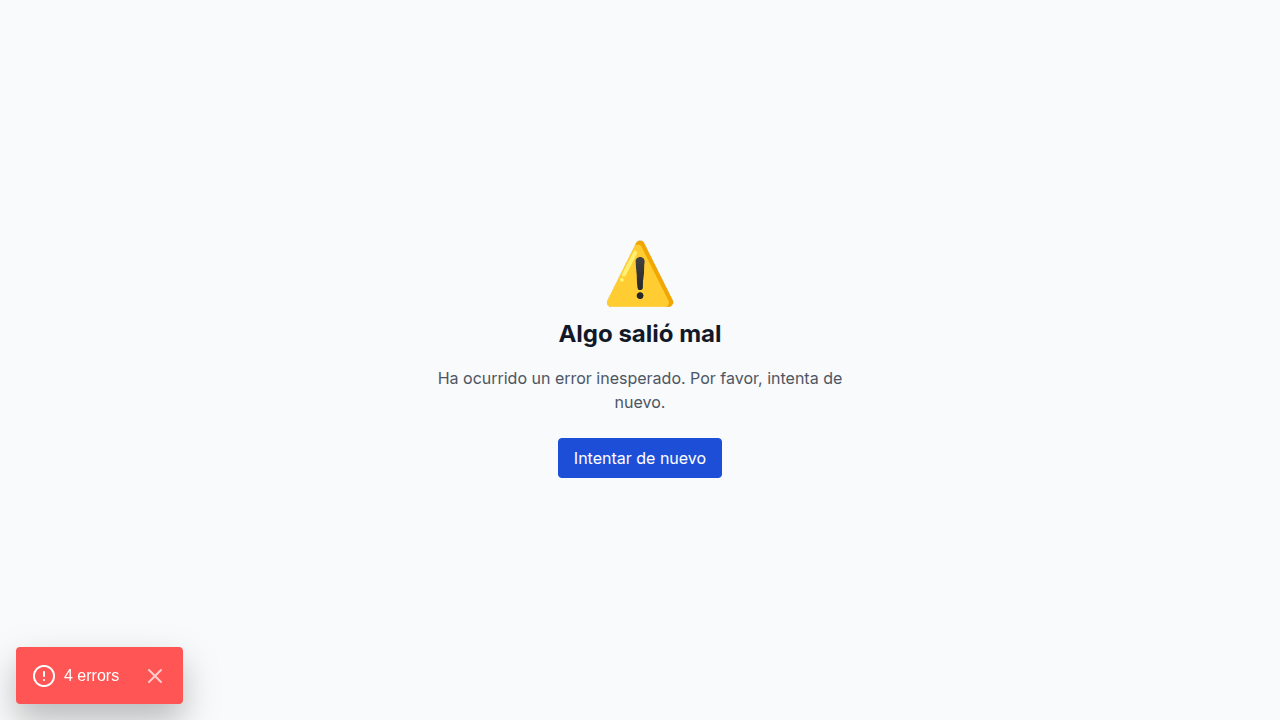 Algo salió mal
Ha ocurrido un error inesperado. Por favor, intenta de
nuevo.
Intentar de nuevo
4 errors